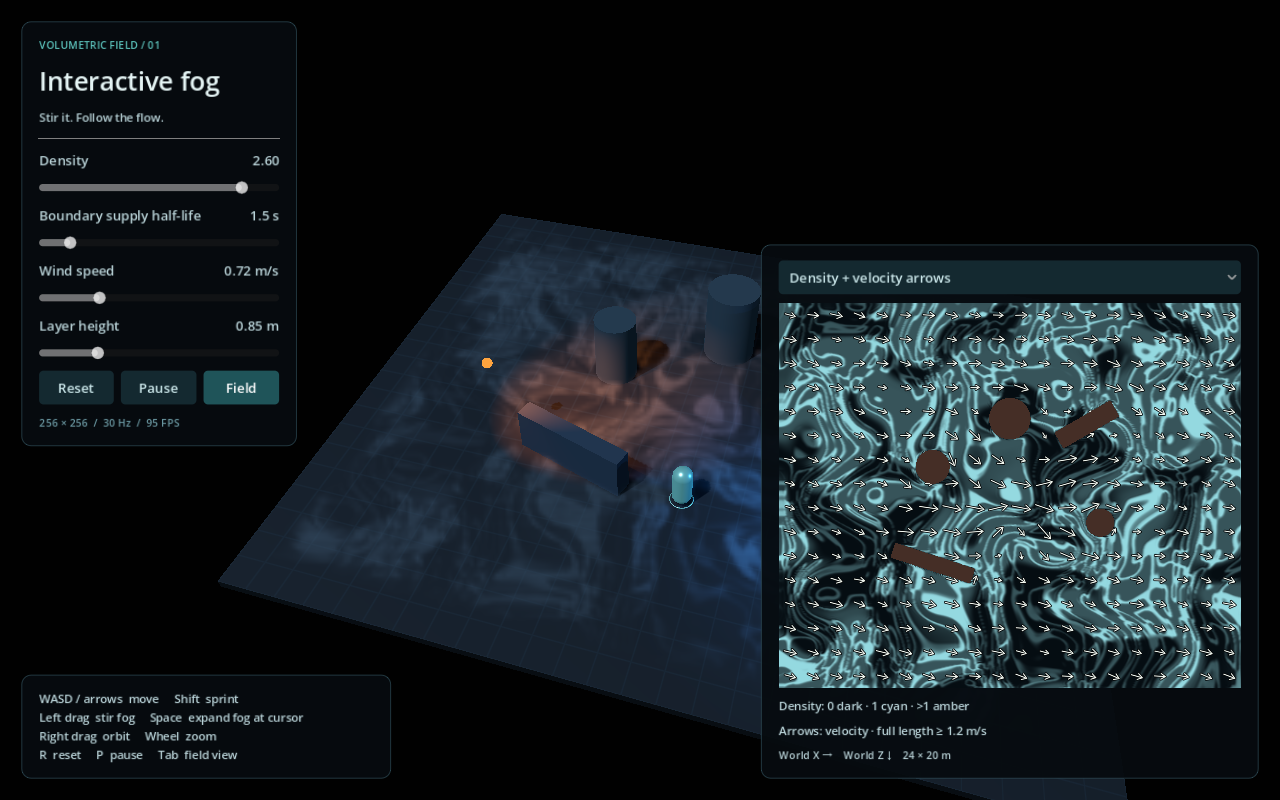 VOLUMETRIC FIELD / 01
Interactive fog
Stir it. Follow the flow.
Density 2.60
Boundary supply half-life 1.5 s
Wind speed 0.72 m/s
Layer height 0.85 m
Reset Pause Field
256 × 256 / 30 Hz / 95 FPS
Density + velocity arrows
Density: 0 dark · 1 cyan · >1 amber
Arrows: velocity · full length ≥ 1.2 m/s
World X → World Z ↓ 24 × 20 m
WASD / arrows move Shift sprint
Left drag stir fog Space expand fog at cursor
Right drag orbit Wheel zoom
R reset P pause Tab field view